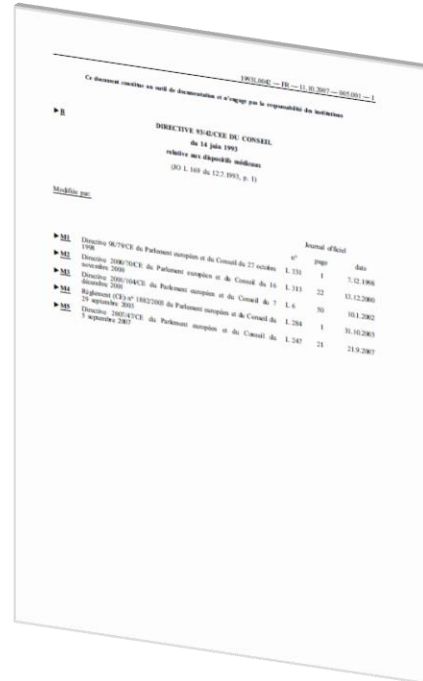 1993L0042 — FR — 11.10.2007 — 005.001 — 1
Ce document constitue un outil de documentation et n'engage pas la responsabilité des institutions
►B
DIRECTIVE 93/42/CEE DU CONSEIL
du 14 juin 1993
relative aux dispositifs médicaux
(JO L 169 du 12.7.1993, p. 1)
Modifiée par:
Journal officiel
n° page date
►M1 Directive 98/79/CE du Parlement européen et du Conseil du 27 octobre L 331 1 7.12.1998
1998
►M2 Directive 2000/70/CE du Parlement européen et du Conseil du 16 L 313 22 13.12.2000
novembre 2000
►M3 Directive 2001/104/CE du Parlement européen et du Conseil du 7 L 6 50 10.1.2002
décembre 2001
►M4 Règlement (CE) n° 1882/2003 du Parlement européen et du Conseil du L 284 1 31.10.2003
29 septembre 2003
►M5 Directive 2007/47/CE du Parlement européen et du Conseil du L 247 21 21.9.2007
5 septembre 2007